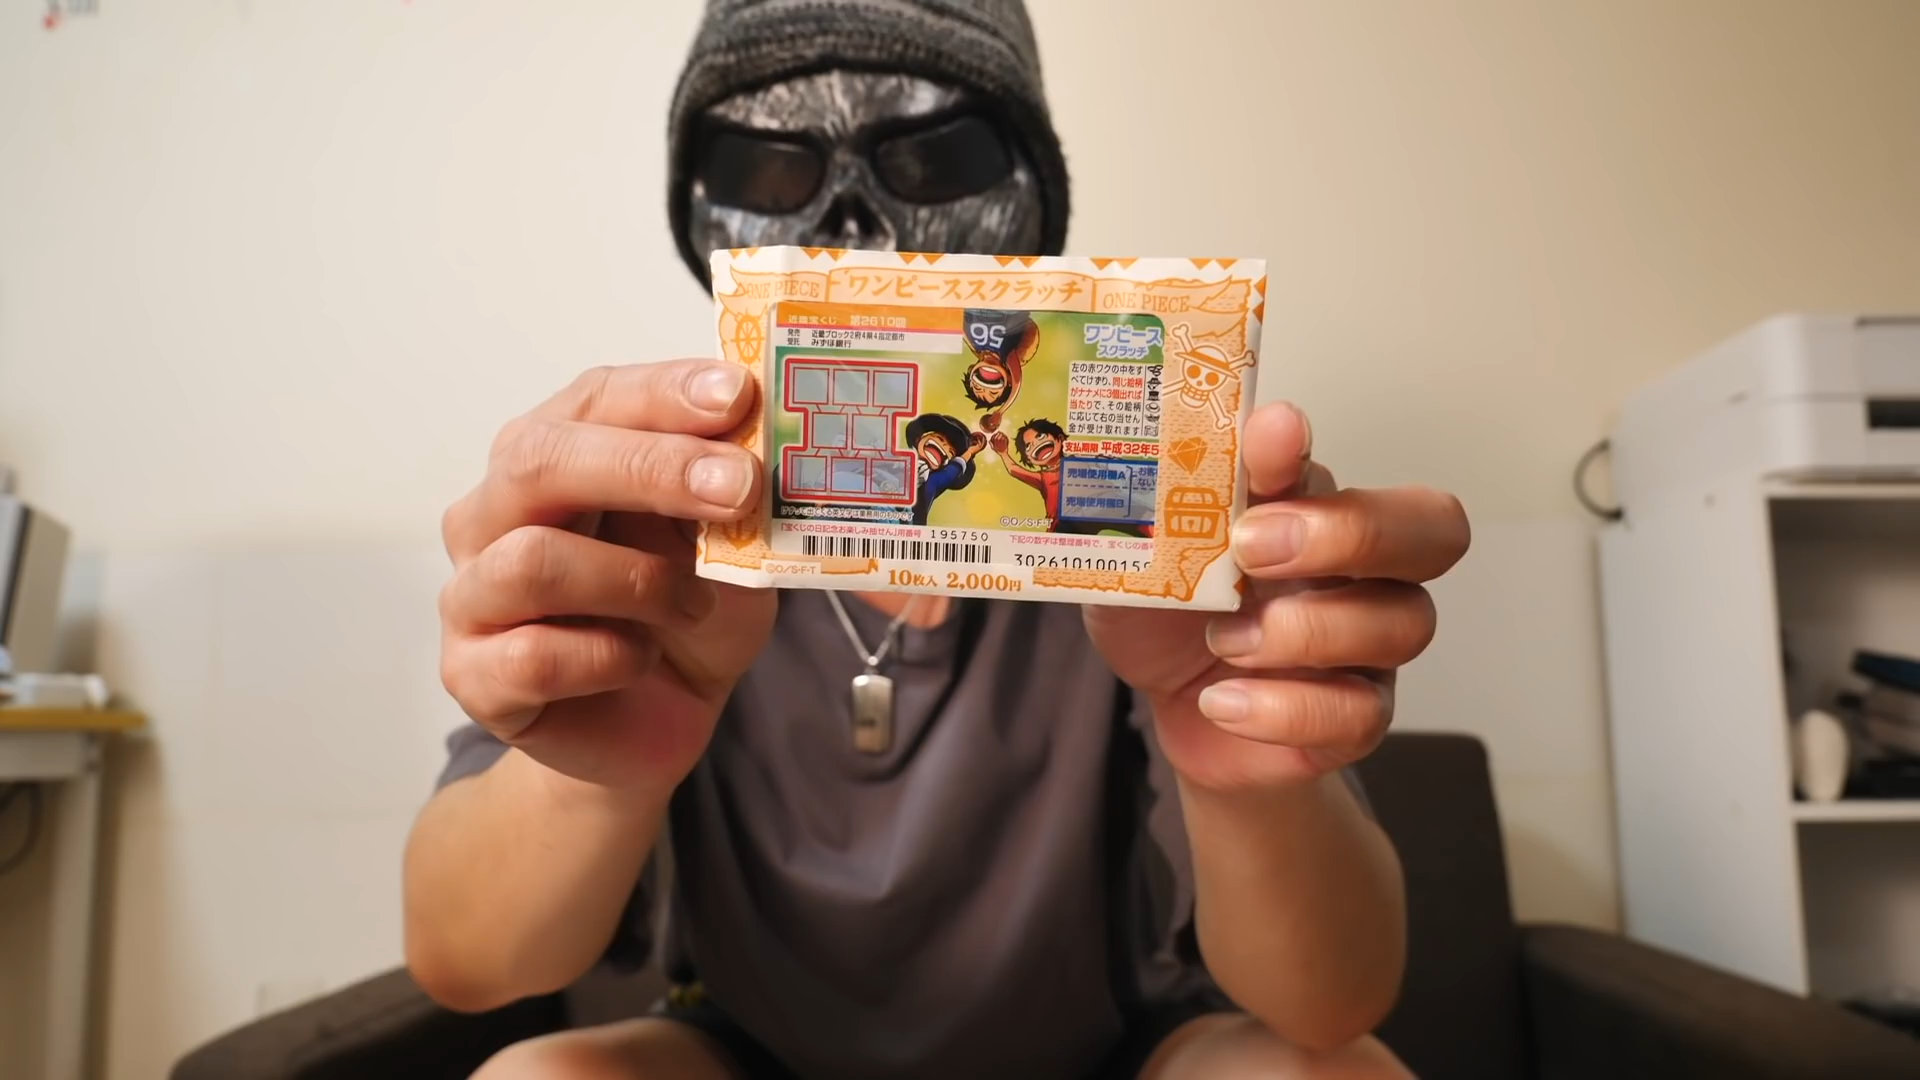 ONE PIECE
ワンピーススクラッチ
ONE PIECE
近畿宝くじ 第2610回
発売 近畿ブロック2府4県4指定都市
受託 みずほ銀行
56
ワンピース
スクラッチ
左の赤ワクの中をす
べてけずり、同じ絵柄
がナナメに3個出れば
当たりで、その絵柄
に応じて右の当せん
金が受け取れます
支払期限 平成32年5
売場使用欄A
お客
ない
売場使用欄B
©O/S・F・T
「宝くじの日記念お楽しみ抽せん」用番号 195750
下記の数字は整理番号で、宝くじの番
302610100159
©O/S・F・T
10枚入 2,000円